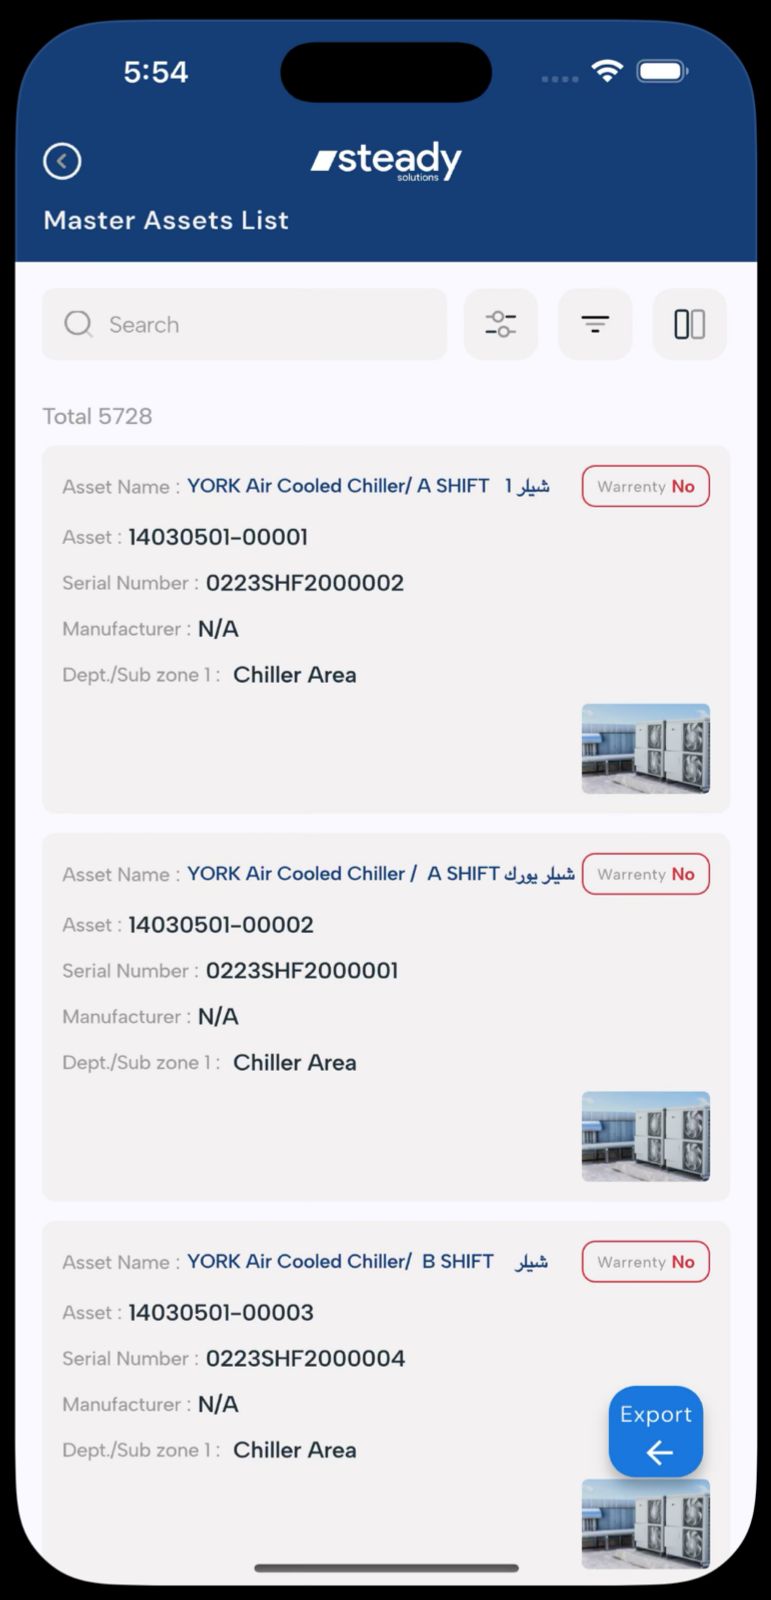 5:54
steady
solutions
Master Assets List
Search
Total 5728
Asset Name : YORK Air Cooled Chiller/ A SHIFT شيلر 1 Warrenty No
Asset : 14030501-00001
Serial Number : 0223SHF2000002
Manufacturer : N/A
Dept./Sub zone 1 : Chiller Area
Asset Name : YORK Air Cooled Chiller / A SHIFT شيلر يورك Warrenty No
Asset : 14030501-00002
Serial Number : 0223SHF2000001
Manufacturer : N/A
Dept./Sub zone 1 : Chiller Area
Asset Name : YORK Air Cooled Chiller/ B SHIFT شيلر Warrenty No
Asset : 14030501-00003
Serial Number : 0223SHF2000004
Manufacturer : N/A
Export
Dept./Sub zone 1 : Chiller Area